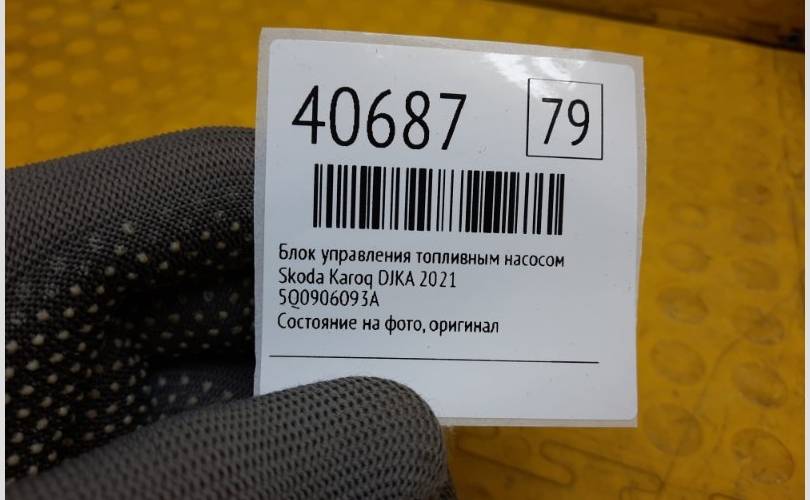 40687 79
Блок управления топливным насосом
Skoda Karoq DJKA 2021
5Q0906093A
Состояние на фото, оригинал